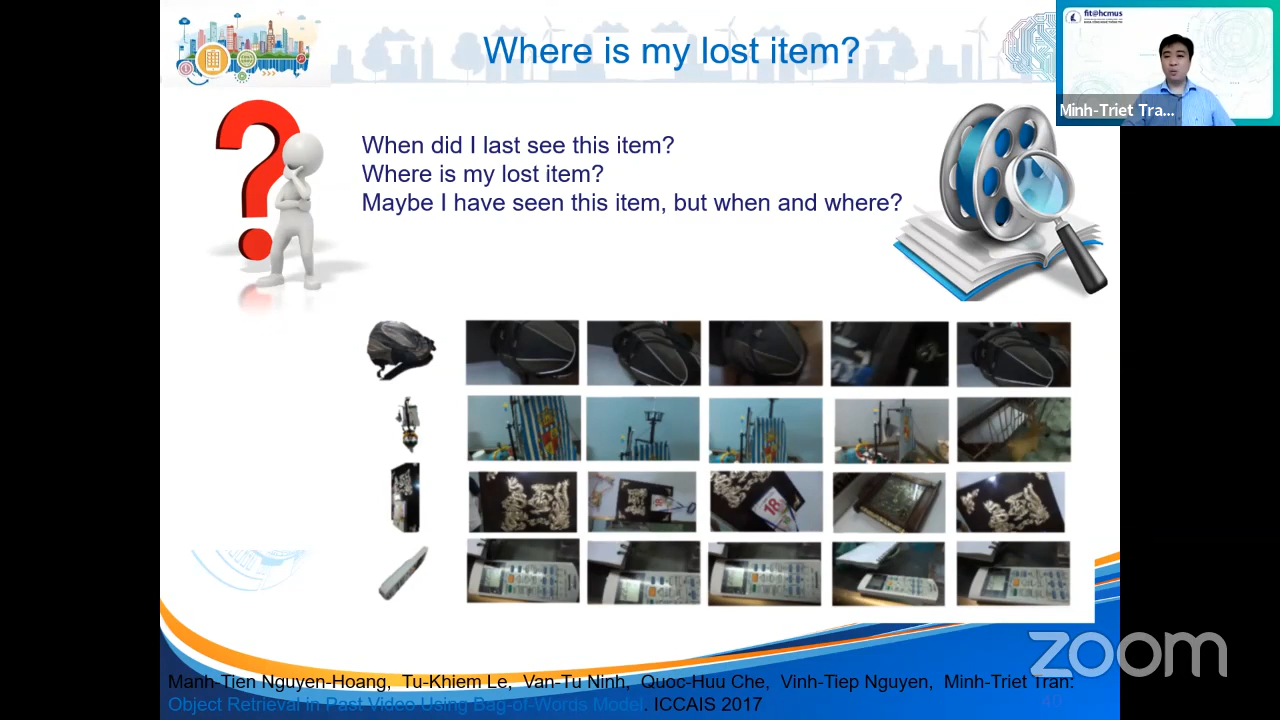 Where is my lost item?
fit@hcmus
Minh-Triet Tra...
When did I last see this item?
Where is my lost item?
Maybe I have seen this item, but when and where?
18
18
zoom
Manh-Tien Nguyen-Hoang, Tu-Khiem Le, Van-Tu Ninh, Quoc-Huu Che, Vinh-Tiep Nguyen, Minh-Triet Tran:
Object Retrieval in Past Video Using Bag-of-Words Model. ICCAIS 2017
40